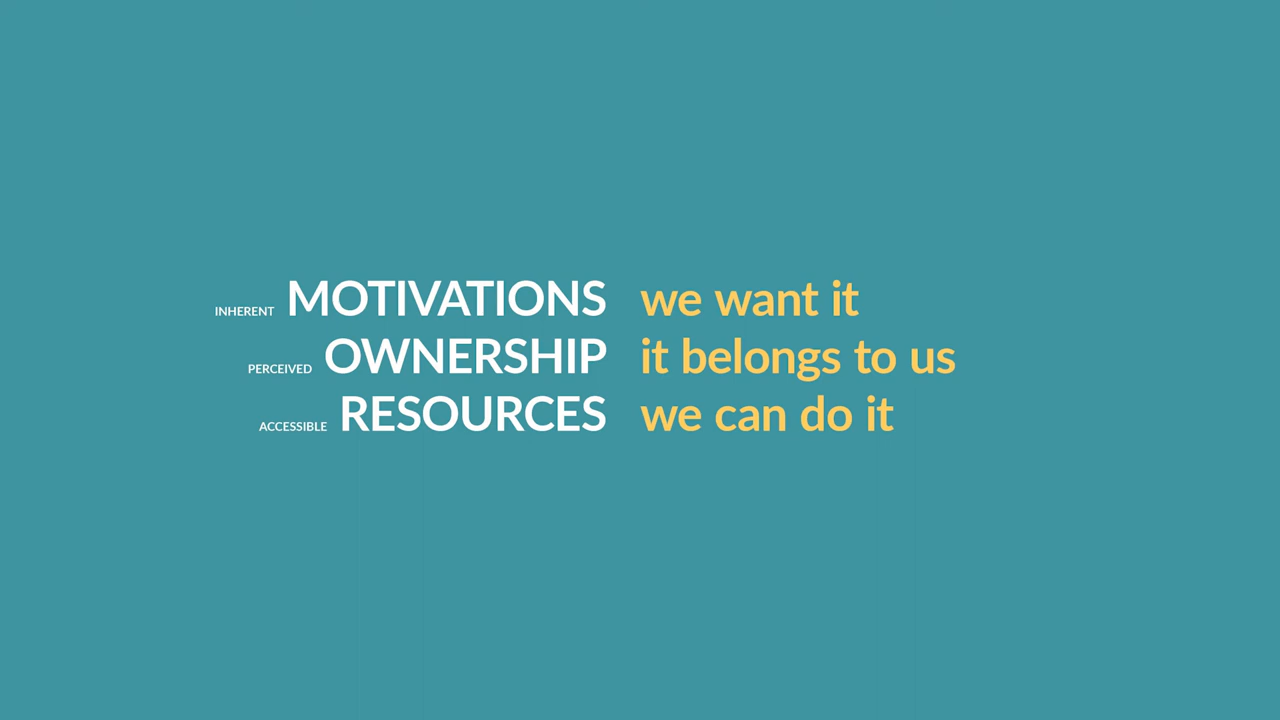 INHERENT MOTIVATIONS we want it
PERCEIVED OWNERSHIP it belongs to us
ACCESSIBLE RESOURCES we can do it